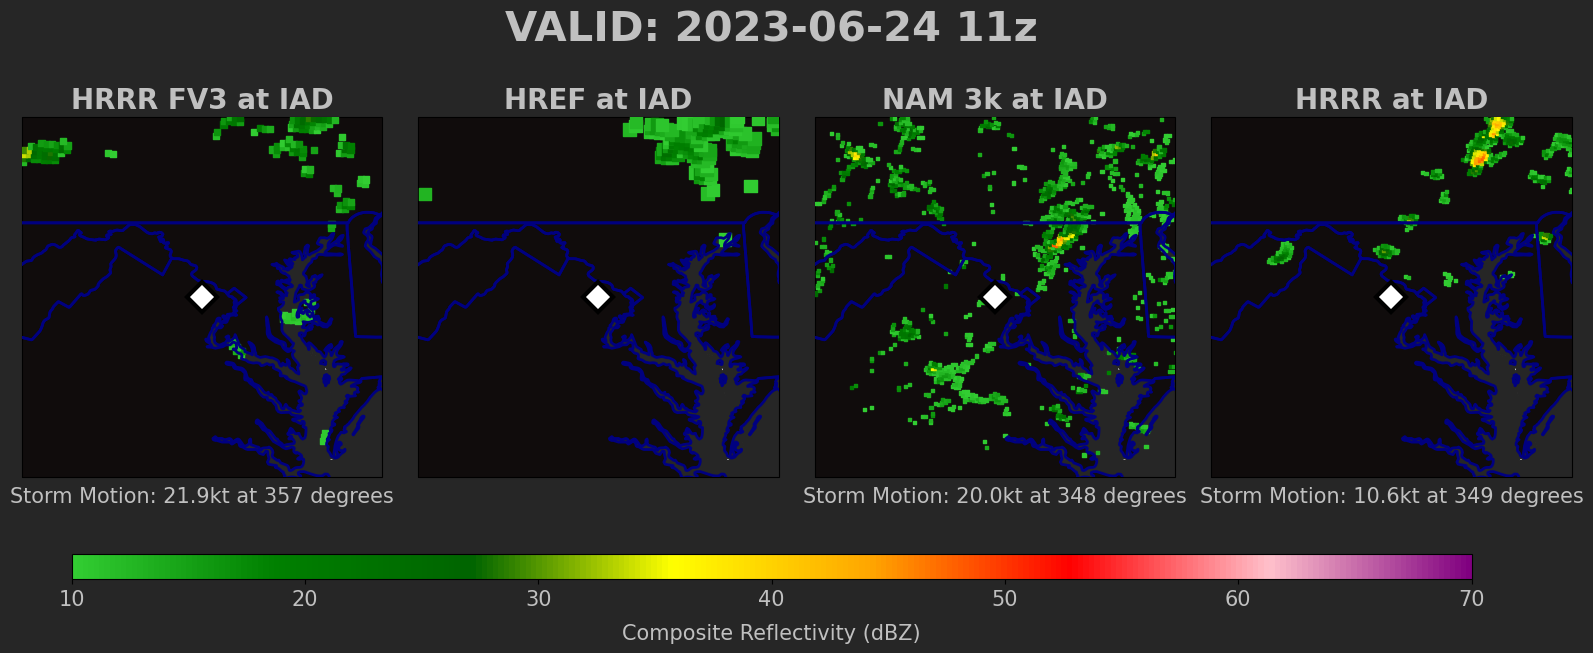 VALID: 2023-06-24 11z
HRRR FV3 at IAD
HREF at IAD
NAM 3k at IAD
HRRR at IAD
Storm Motion: 21.9kt at 357 degrees
Storm Motion: 20.0kt at 348 degrees
Storm Motion: 10.6kt at 349 degrees
10 20 30 40 50 60 70
Composite Reflectivity (dBZ)